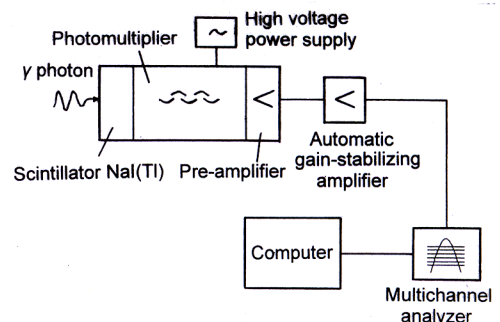 High voltage
power supply
Photomultiplier
γ photon
Scintillator NaI(Tl)
Pre-amplifier
Automatic
gain-stabilizing
amplifier
Computer
Multichannel
analyzer